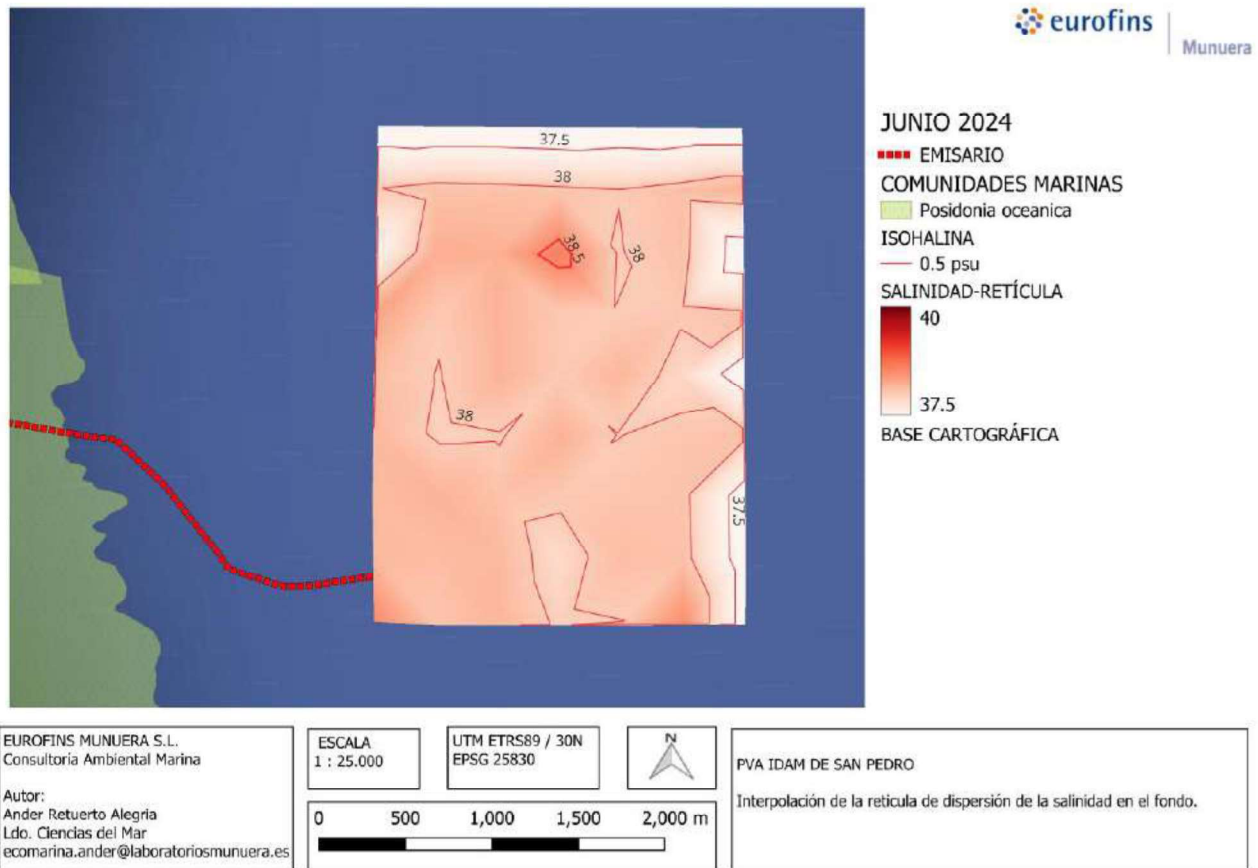 eurofins
Munuera
JUNIO 2024
EMISARIO
COMUNIDADES MARINAS
Posidonia oceanica
ISOHALINA
0.5 psu
SALINIDAD-RETÍCULA
40
37.5
BASE CARTOGRÁFICA
37.5
38
38.5
38
38
37.5
EUROFINS MUNUERA S.L.
Consultoría Ambiental Marina
Autor:
Ander Retuerto Alegria
Ldo. Ciencias del Mar
ecomarina.ander@laboratoriosmunuera.es
ESCALA
1 : 25.000
UTM ETRS89 / 30N
EPSG 25830
N
0 500 1,000 1,500 2,000 m
PVA IDAM DE SAN PEDRO
Interpolación de la retícula de dispersión de la salinidad en el fondo.